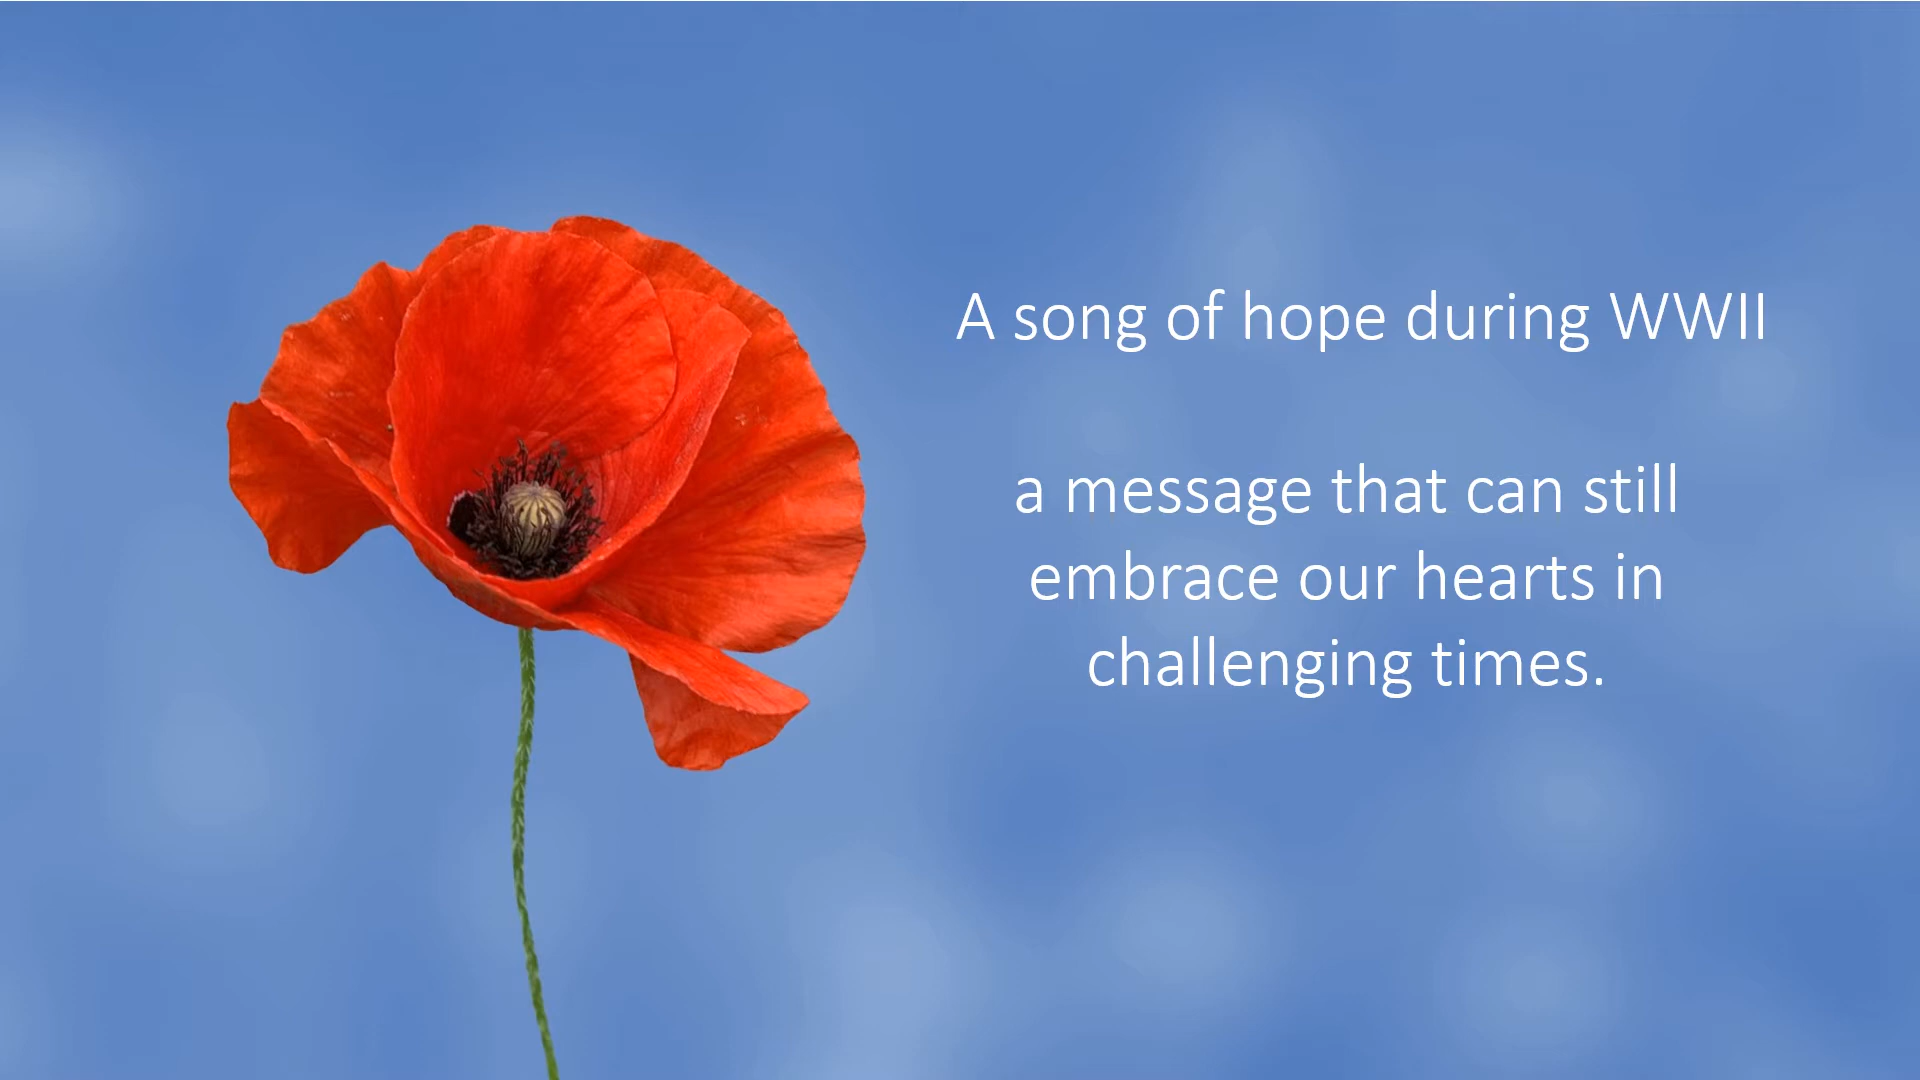 A song of hope during WWII
a message that can still
embrace our hearts in
challenging times.